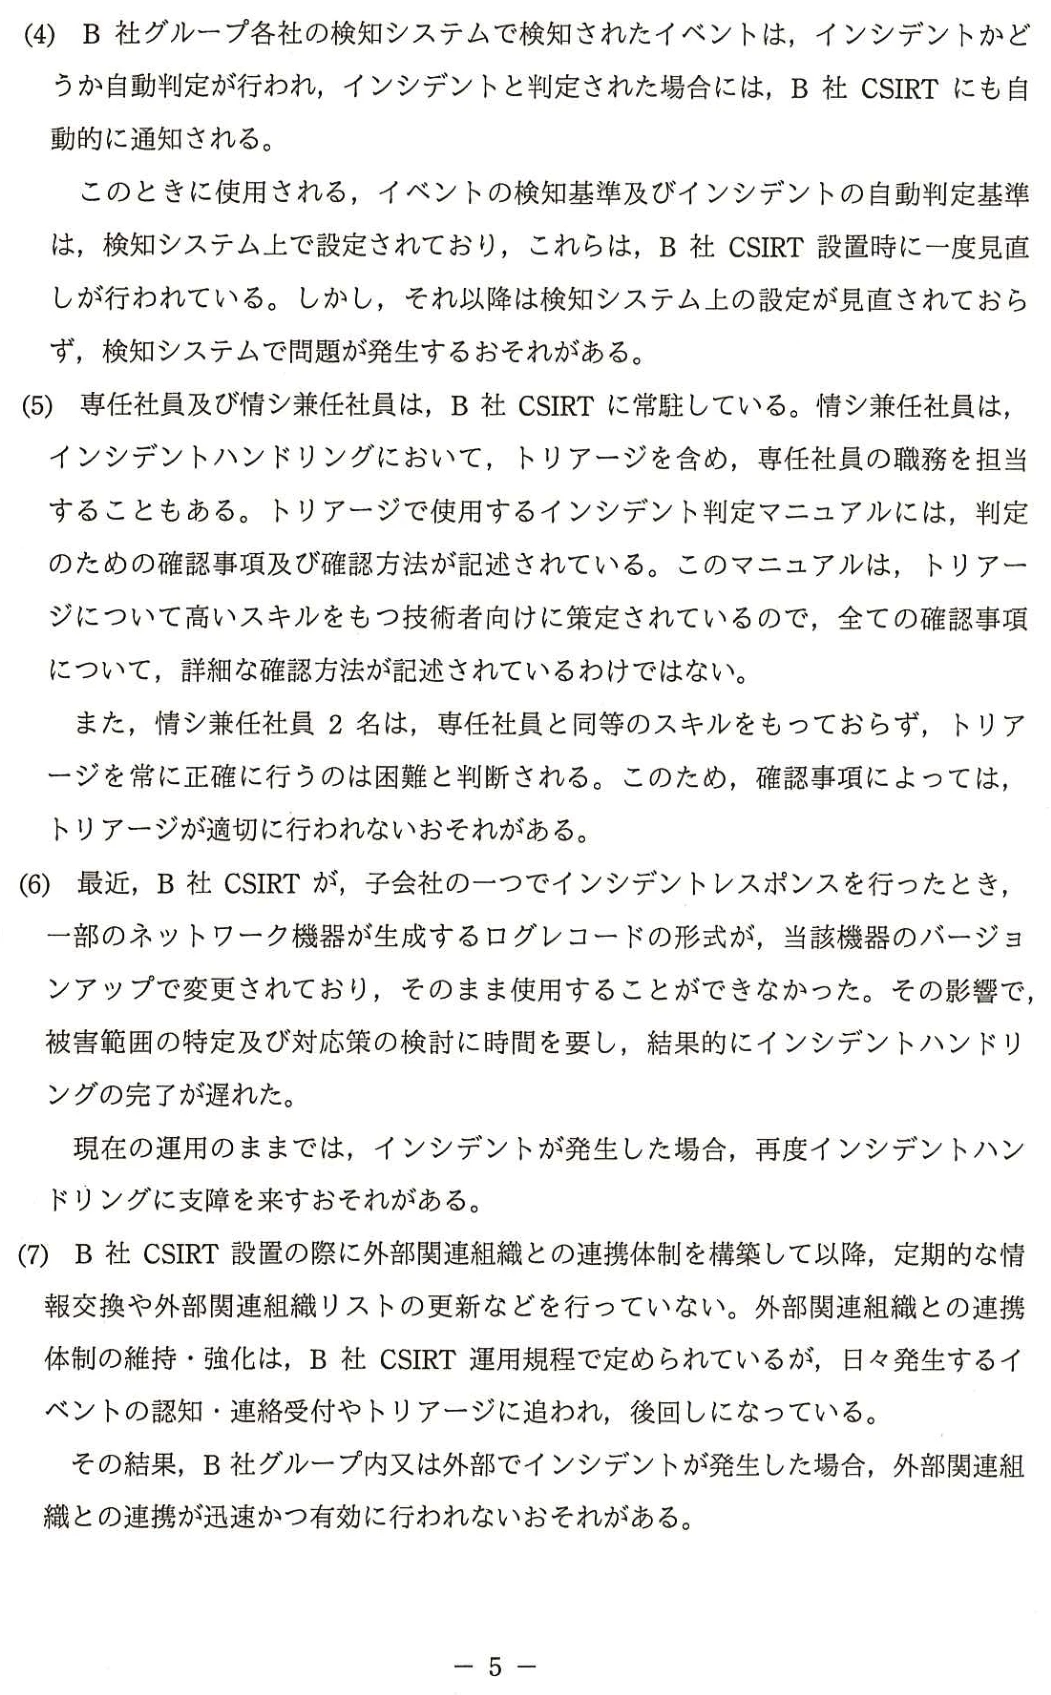 (4)　B 社グループ各社の検知システムで検知されたイベントは，インシデントかど
うか自動判定が行われ，インシデントと判定された場合には，B 社 CSIRT にも自
動的に通知される。
このときに使用される，イベントの検知基準及びインシデントの自動判定基準
は，検知システム上で設定されており，これらは，B 社 CSIRT 設置時に一度見直
しが行われている。しかし，それ以降は検知システム上の設定が見直されておら
ず，検知システムで問題が発生するおそれがある。
(5)　専任社員及び情シ兼任社員は，B 社 CSIRT に常駐している。情シ兼任社員は，
インシデントハンドリングにおいて，トリアージを含め，専任社員の職務を担当
することもある。トリアージで使用するインシデント判定マニュアルには，判定
のための確認事項及び確認方法が記述されている。このマニュアルは，トリアー
ジについて高いスキルをもつ技術者向けに策定されているので，全ての確認事項
について，詳細な確認方法が記述されているわけではない。
また，情シ兼任社員 2 名は，専任社員と同等のスキルをもっておらず，トリア
ージを常に正確に行うのは困難と判断される。このため，確認事項によっては，
トリアージが適切に行われないおそれがある。
(6)　最近，B 社 CSIRT が，子会社の一つでインシデントレスポンスを行ったとき，
一部のネットワーク機器が生成するログレコードの形式が，当該機器のバージョ
ンアップで変更されており，そのまま使用することができなかった。その影響で，
被害範囲の特定及び対応策の検討に時間を要し，結果的にインシデントハンドリ
ングの完了が遅れた。
現在の運用のままでは，インシデントが発生した場合，再度インシデントハン
ドリングに支障を来すおそれがある。
(7)　B 社 CSIRT 設置の際に外部関連組織との連携体制を構築して以降，定期的な情
報交換や外部関連組織リストの更新などを行っていない。外部関連組織との連携
体制の維持・強化は，B 社 CSIRT 運用規程で定められているが，日々発生するイ
ベントの認知・連絡受付やトリアージに追われ，後回しになっている。
その結果，B 社グループ内又は外部でインシデントが発生した場合，外部関連組
織との連携が迅速かつ有効に行われないおそれがある。
－ 5 －